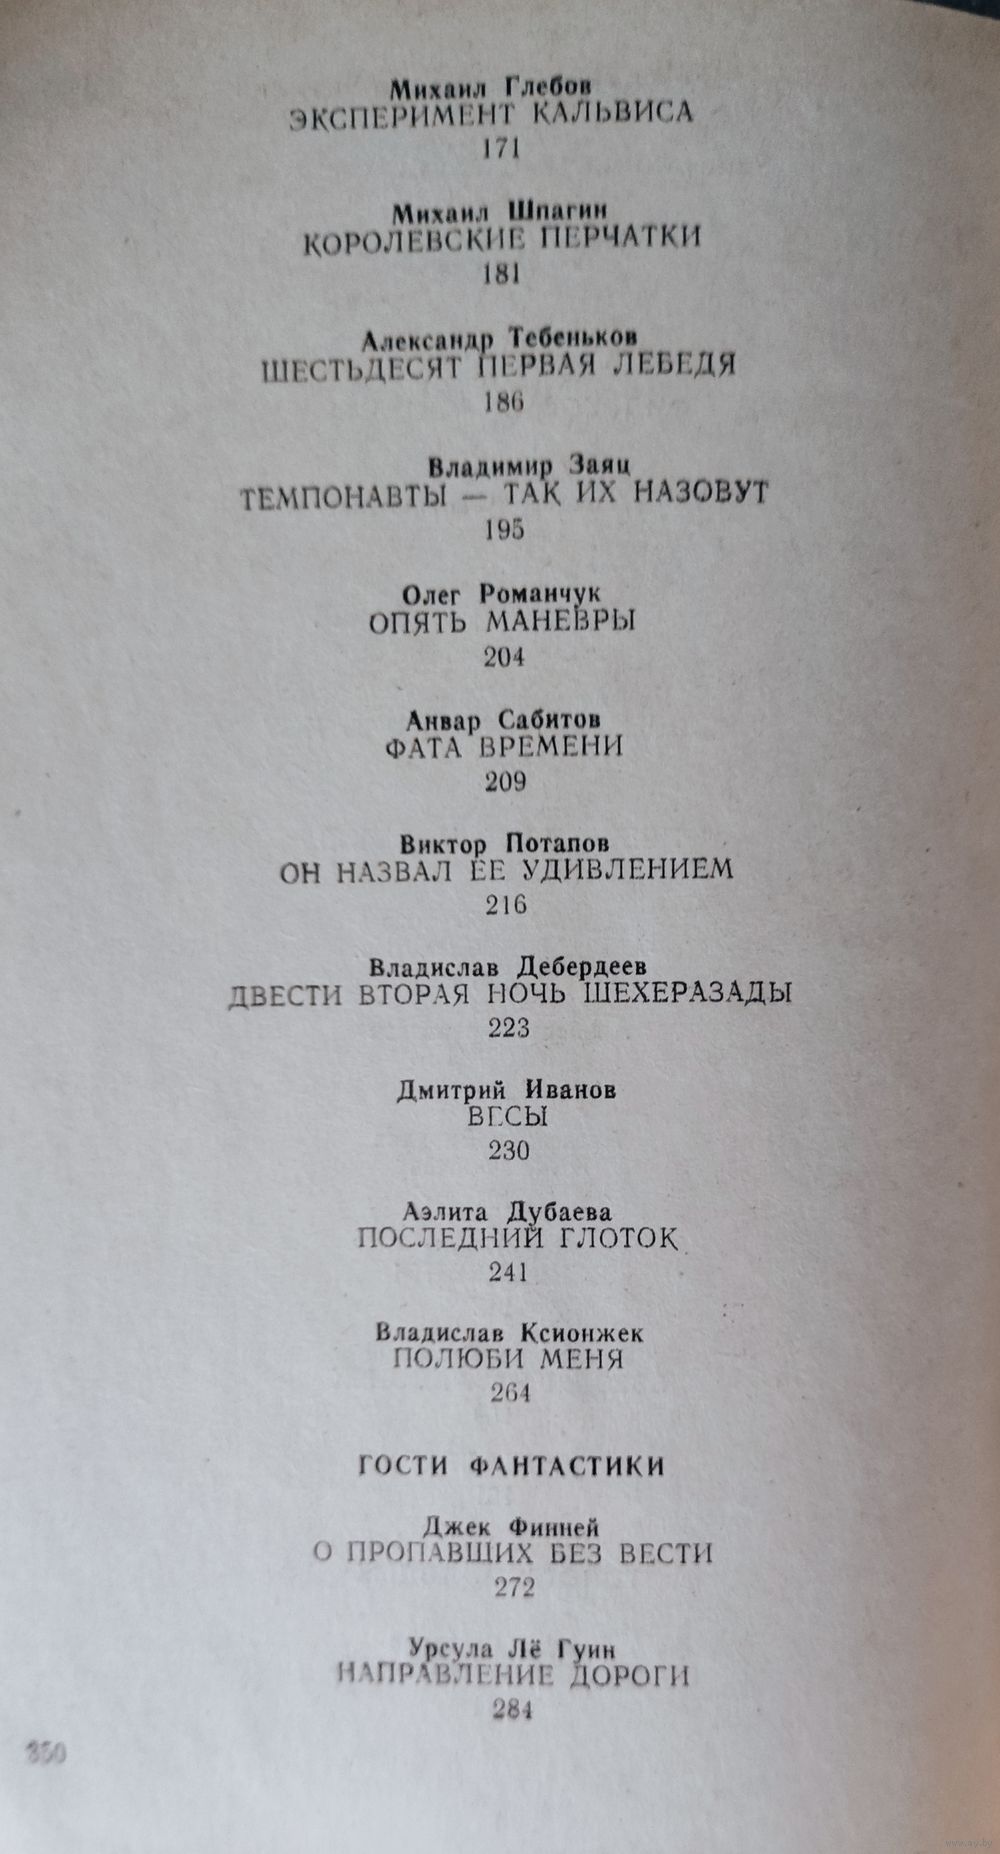 Михаил Глебов
ЭКСПЕРИМЕНТ КАЛЬВИСА
171
Михаил Шпагин
КОРОЛЕВСКИЕ ПЕРЧАТКИ
181
Александр Тебеньков
ШЕСТЬДЕСЯТ ПЕРВАЯ ЛЕБЕДЯ
186
Владимир Заяц
ТЕМПОНАВТЫ — ТАК ИХ НАЗОВУТ
195
Олег Романчук
ОПЯТЬ МАНЕВРЫ
204
Анвар Сабитов
ФАТА ВРЕМЕНИ
209
Виктор Потапов
ОН НАЗВАЛ ЕЕ УДИВЛЕНИЕМ
216
Владислав Дебердеев
ДВЕСТИ ВТОРАЯ НОЧЬ ШЕХЕРАЗАДЫ
223
Дмитрий Иванов
ВЕСЫ
230
Аэлита Дубаева
ПОСЛЕДНИЙ ГЛОТОК
241
Владислав Ксионжек
ПОЛЮБИ МЕНЯ
264
ГОСТИ ФАНТАСТИКИ
Джек Финней
О ПРОПАВШИХ БЕЗ ВЕСТИ
272
Урсула Лё Гуин
НАПРАВЛЕНИЕ ДОРОГИ
284
350
www.ay.by